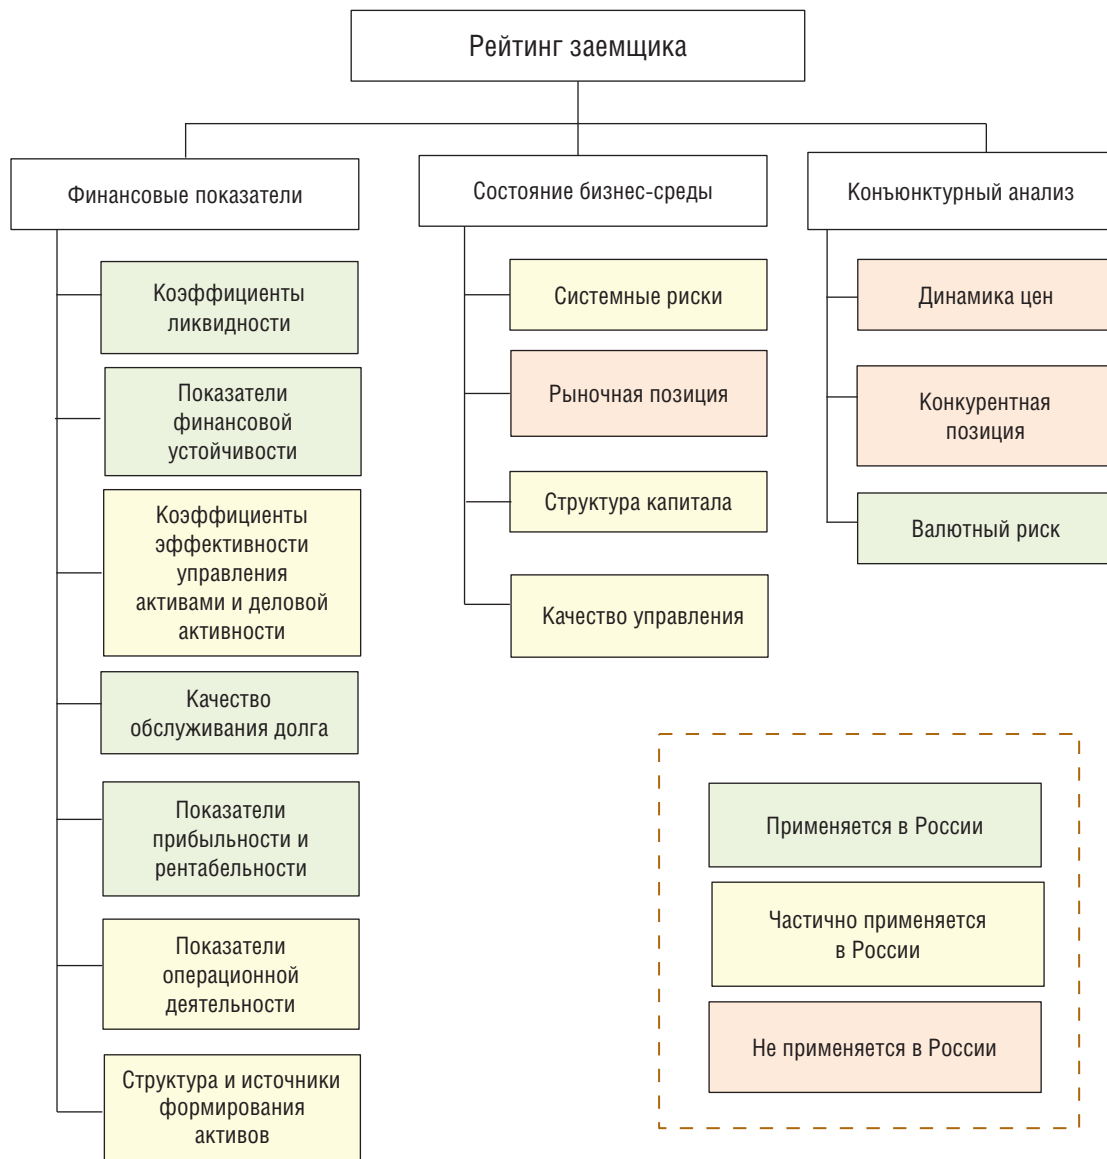 Рейтинг заемщика
Финансовые показатели
Коэффициенты
ликвидности
Показатели
финансовой
устойчивости
Коэффициенты
эффективности
управления
активами и деловой
активности
Качество
обслуживания долга
Показатели
прибыльности и
рентабельности
Показатели
операционной
деятельности
Структура и источники
формирования
активов
Состояние бизнес-среды
Системные риски
Рыночная позиция
Структура капитала
Качество управления
Конъюнктурный анализ
Динамика цен
Конкурентная
позиция
Валютный риск
Применяется в России
Частично применяется
в России
Не применяется в России